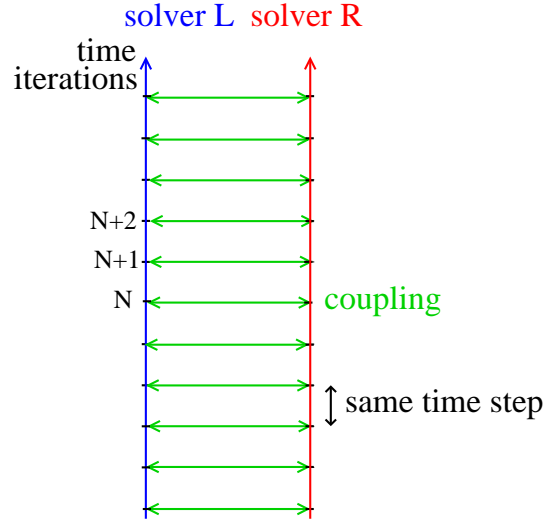 solver L solver R
time
iterations
N+2
N+1
N
coupling
same time step